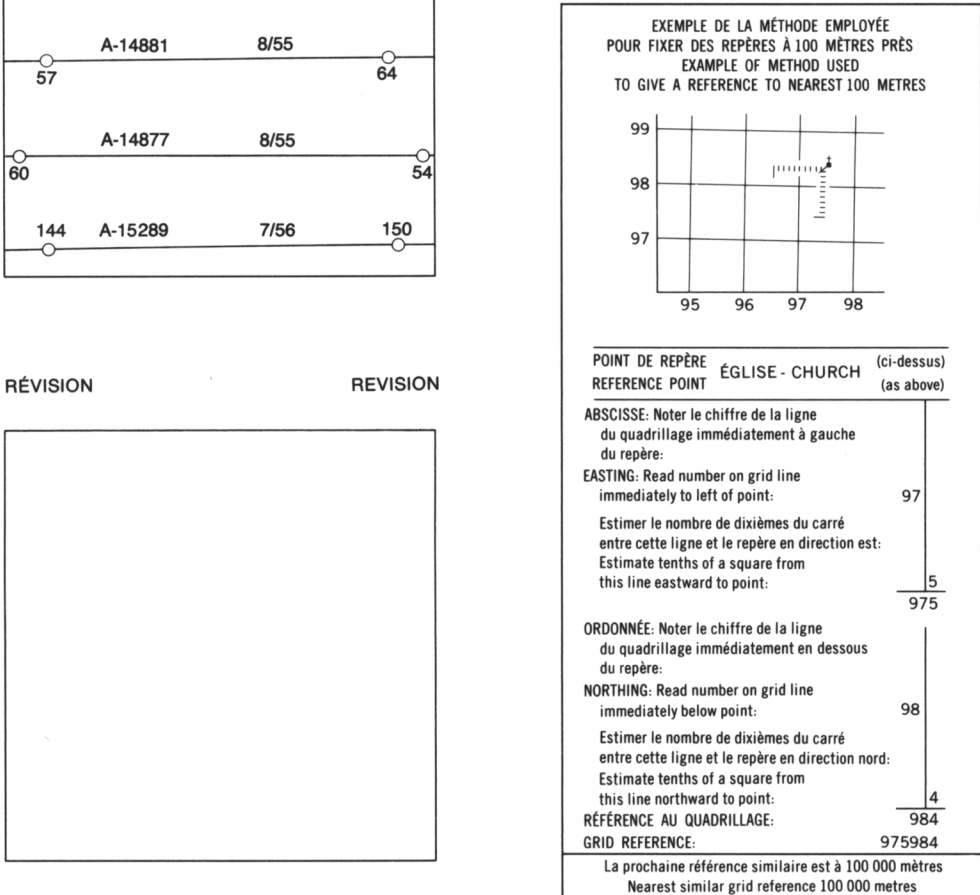 A-14881 8/55
57 64
A-14877 8/55
60 54
144 A-15289 7/56 150
RÉVISION REVISION
EXEMPLE DE LA MÉTHODE EMPLOYÉE
POUR FIXER DES REPÈRES À 100 MÈTRES PRÈS
EXAMPLE OF METHOD USED
TO GIVE A REFERENCE TO NEAREST 100 METRES
99
98
97
95 96 97 98
POINT DE REPÈRE
REFERENCE POINT
ÉGLISE - CHURCH
(ci-dessus)
(as above)
ABSCISSE: Noter le chiffre de la ligne
du quadrillage immédiatement à gauche
du repère:
EASTING: Read number on grid line
immediately to left of point: 97
Estimer le nombre de dixièmes du carré
entre cette ligne et le repère en direction est:
Estimate tenths of a square from
this line eastward to point: 5
975
ORDONNÉE: Noter le chiffre de la ligne
du quadrillage immédiatement en dessous
du repère:
NORTHING: Read number on grid line
immediately below point: 98
Estimer le nombre de dixièmes du carré
entre cette ligne et le repère en direction nord:
Estimate tenths of a square from
this line northward to point: 4
RÉFÉRENCE AU QUADRILLAGE: 984
GRID REFERENCE: 975984
La prochaine référence similaire est à 100 000 mètres
Nearest similar grid reference 100 000 metres